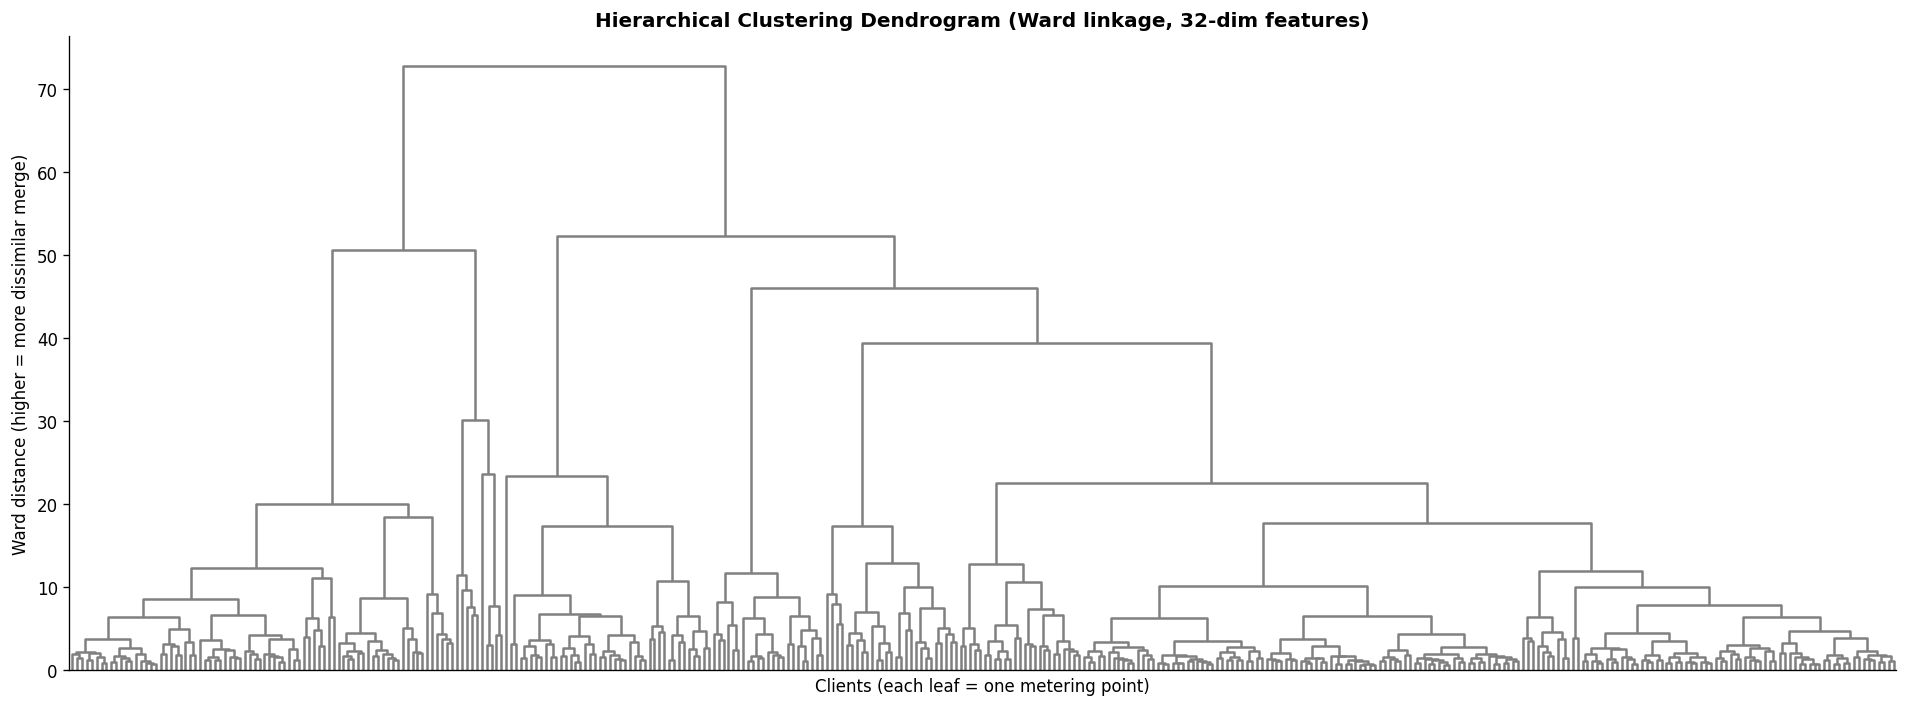 Hierarchical Clustering Dendrogram (Ward linkage, 32-dim features)
Ward distance (higher = more dissimilar merge)
70
60
50
40
30
20
10
0
Clients (each leaf = one metering point)